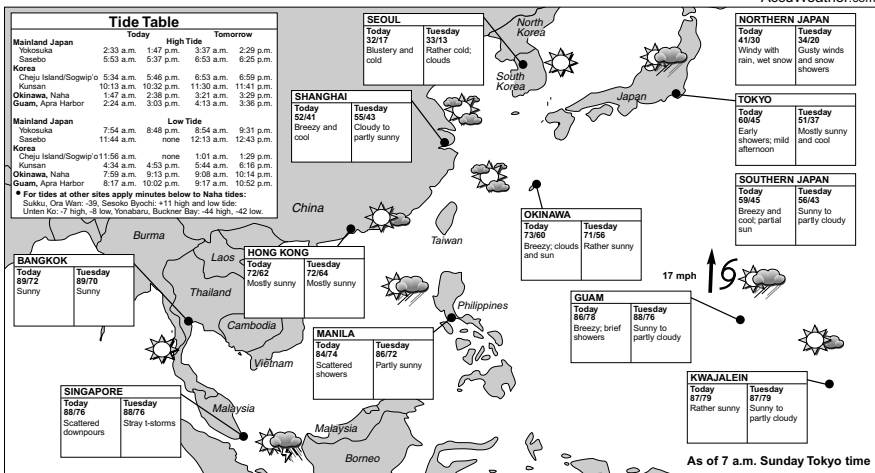 AccuWeather.com
Tide Table
Today Tomorrow
High Tide
Mainland Japan
Yokosuka 2:33 a.m. 1:47 p.m. 3:37 a.m. 2:29 p.m.
Sasebo 5:53 a.m. 5:37 p.m. 6:53 a.m. 6:25 p.m.
Korea
Cheju Island/Sogwip'o 5:34 a.m. 5:46 p.m. 6:53 a.m. 6:59 p.m.
Kunsan 10:13 a.m. 10:32 p.m. 11:30 a.m. 11:41 p.m.
Okinawa, Naha 1:47 a.m. 2:38 p.m. 3:21 a.m. 3:29 p.m.
Guam, Apra Harbor 2:24 a.m. 3:03 p.m. 4:13 a.m. 3:36 p.m.
Mainland Japan Low Tide
Yokosuka 7:54 a.m. 8:48 p.m. 8:54 a.m. 9:31 p.m.
Sasebo 11:44 a.m. none 12:13 a.m. 12:43 p.m.
Korea
Cheju Island/Sogwip'o 11:56 a.m. none 1:01 a.m. 1:29 p.m.
Kunsan 4:34 a.m. 4:53 p.m. 5:44 a.m. 6:16 p.m.
Okinawa, Naha 7:59 a.m. 9:13 p.m. 9:08 a.m. 10:14 p.m.
Guam, Apra Harbor 8:17 a.m. 10:02 p.m. 9:17 a.m. 10:52 p.m.
• For tides at other sites apply minutes below to Naha tides:
Sukku, Ora Wan: -39, Sesoko Byochi: +11 high and low tide:
Unten Ko: -7 high, -8 low, Yonabaru, Buckner Bay: -44 high, -42 low.
SEOUL
Today Tuesday
32/17 33/13
Blustery and Rather cold;
cold clouds
North
Korea
South
Korea
Japan
NORTHERN JAPAN
Today Tuesday
41/30 34/20
Windy with Gusty winds
rain, wet snow and snow
showers
SHANGHAI
Today Tuesday
52/41 55/43
Breezy and Cloudy to
cool partly sunny
TOKYO
Today Tuesday
60/45 51/37
Early Mostly sunny
showers; mild and cool
afternoon
SOUTHERN JAPAN
Today Tuesday
59/45 56/43
Breezy and Sunny to
cool; partial partly cloudy
sun
China
Taiwan
OKINAWA
Today Tuesday
73/60 71/56
Breezy; clouds Rather sunny
and sun
Burma
Laos
Thailand
Cambodia
Vietnam
BANGKOK
Today Tuesday
89/72 89/70
Sunny Sunny
HONG KONG
Today Tuesday
72/62 72/64
Mostly sunny Mostly sunny
17 mph
GUAM
Today Tuesday
86/78 88/76
Breezy; brief Sunny to
showers partly cloudy
Philippines
MANILA
Today Tuesday
84/74 86/72
Scattered Partly sunny
showers
KWAJALEIN
Today Tuesday
87/79 87/79
Rather sunny Sunny to
partly cloudy
SINGAPORE
Today Tuesday
88/76 88/76
Scattered Stray t-storms
downpours
Malaysia
Malaysia
Borneo
As of 7 a.m. Sunday Tokyo time